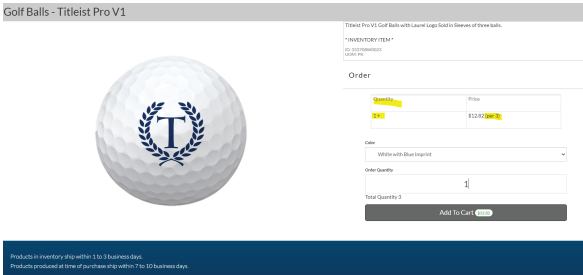 Golf Balls - Titleist Pro V1
Titleist Pro V1 Golf Balls with Laurel Logo Sold in Sleeves of three balls.
*INVENTORY ITEM*
UOM: PK
T
Order
Quantity Price
1+ $12.82 (per 3)
Color
White with Blue Imprint
Order Quantity
1
Total Quantity 3
Add To Cart
Products in inventory ship within 1 to 3 business days.
Products produced at time of purchase ship within 7 to 10 business days.